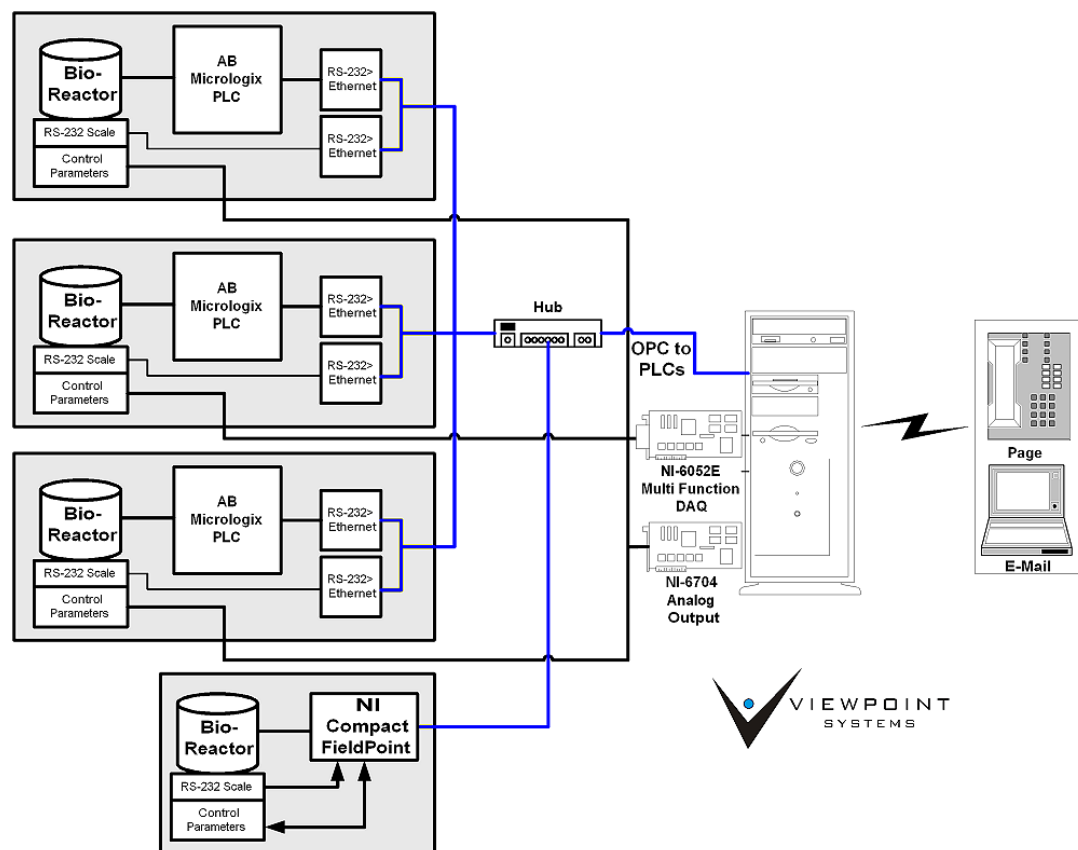 Bio-
Reactor
AB
Micrologix
PLC
RS-232>
Ethernet
RS-232>
Ethernet
RS-232 Scale
Control
Parameters
Bio-
Reactor
AB
Micrologix
PLC
RS-232>
Ethernet
RS-232>
Ethernet
RS-232 Scale
Control
Parameters
Hub
OPC to
PLCs
NI-6052E
Multi Function
DAQ
NI-6704
Analog
Output
Page
E-Mail
Bio-
Reactor
AB
Micrologix
PLC
RS-232>
Ethernet
RS-232>
Ethernet
RS-232 Scale
Control
Parameters
Bio-
Reactor
NI
Compact
FieldPoint
RS-232 Scale
Control
Parameters
VIEWPOINT
SYSTEMS